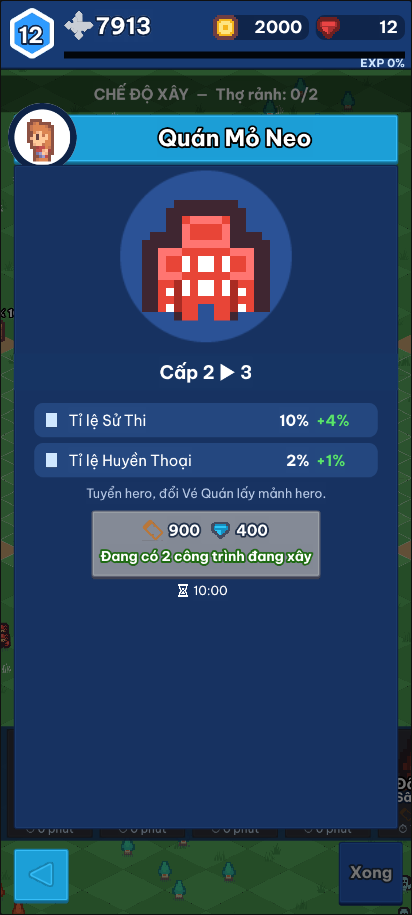 12
7913
2000
12
EXP 0%
CHẾ ĐỘ XÂY — Thợ rảnh: 0/2
Quán Mỏ Neo
Cấp 2 ▶ 3
Tỉ lệ Sử Thi 10% +4%
Tỉ lệ Huyền Thoại 2% +1%
Tuyển hero, đổi Vé Quán lấy mảnh hero.
900 400
Đang có 2 công trình đang xây
10:00
Xong